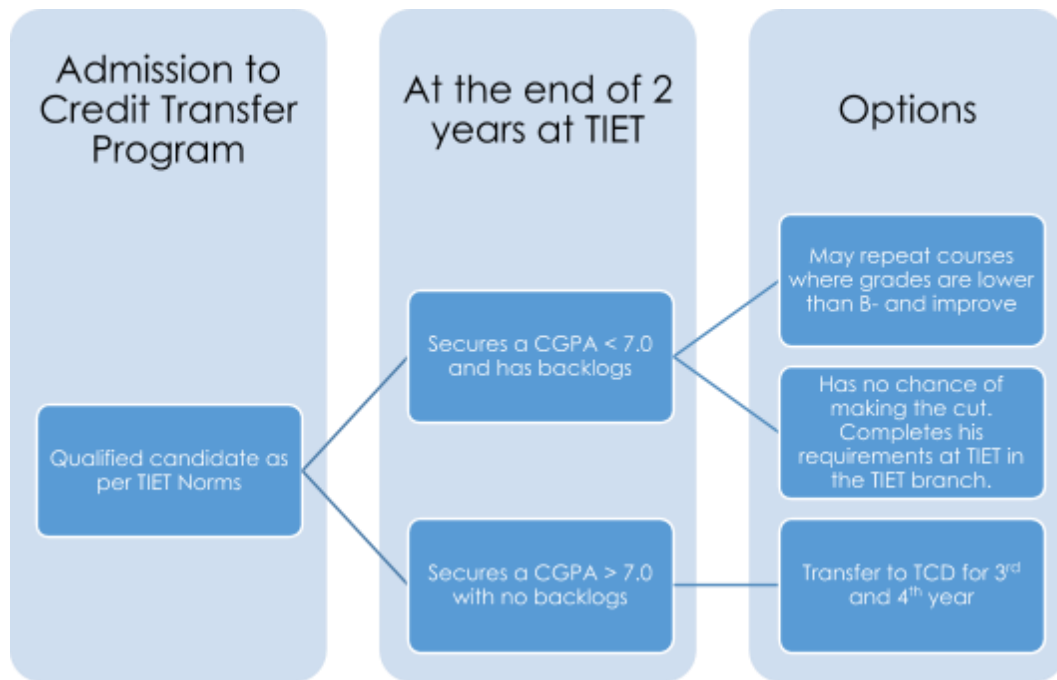 Admission to
Credit Transfer
Program
Qualified candidate as
per TIET Norms
At the end of 2
years at TIET
Secures a CGPA < 7.0
and has backlogs
Secures a CGPA > 7.0
with no backlogs
Options
May repeat courses
where grades are lower
than B- and improve
Has no chance of
making the cut.
Completes his
requirements at TIET in
the TIET branch.
Transfer to TCD for 3rd
and 4th year